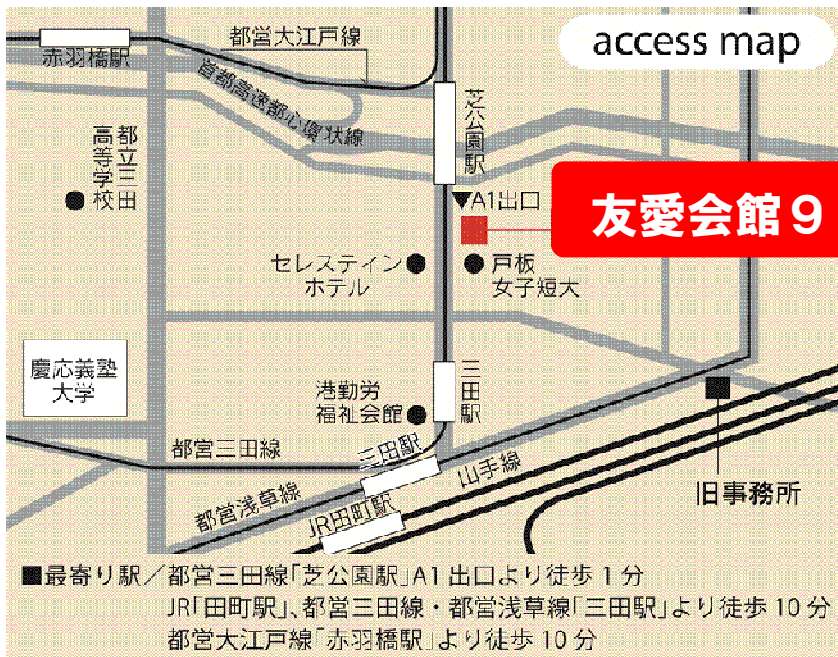 access map
都営大江戸線
赤羽橋駅
首都高速都心環状線
芝公園駅
都立三田
高等学校
▼A1出口
友愛会館９
セレスティン
ホテル
戸板
女子短大
慶応義塾
大学
港勤労
福祉会館
三田駅
都営三田線
三田駅
山手線
都営浅草線
JR田町駅
旧事務所
■最寄り駅／都営三田線「芝公園駅」A1出口より徒歩1分
JR「田町駅」、都営三田線・都営浅草線「三田駅」より徒歩10分
都営大江戸線「赤羽橋駅」より徒歩10分